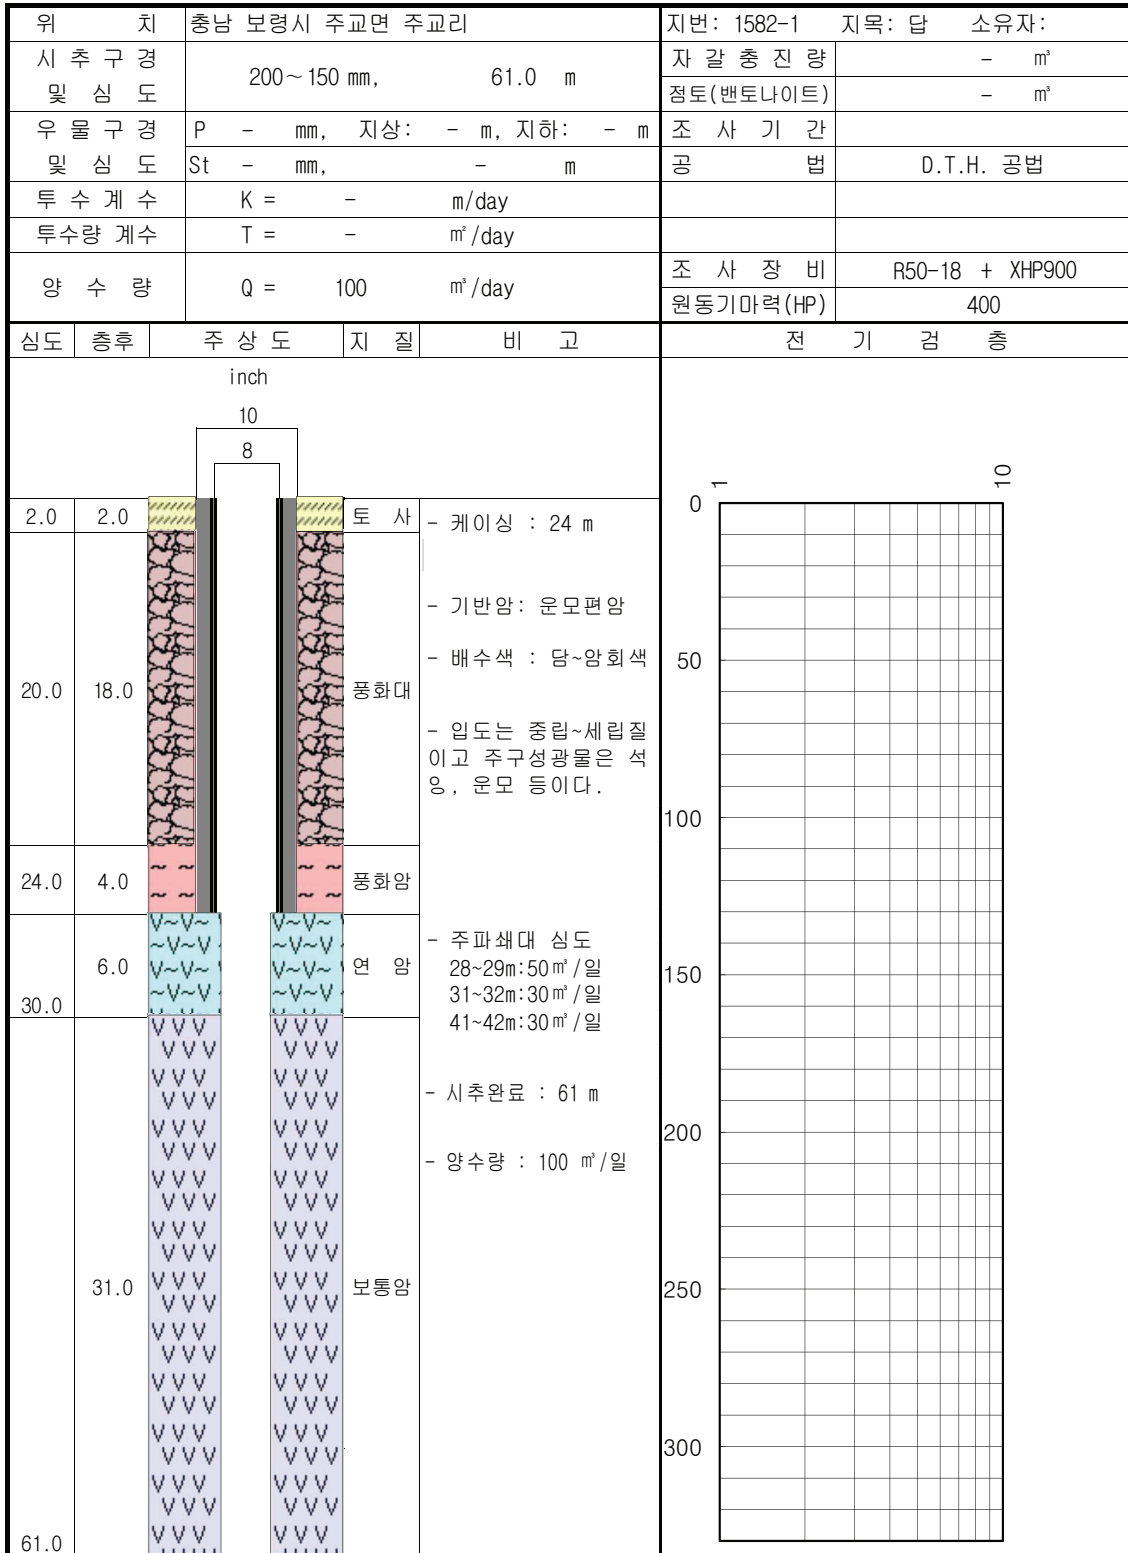 위 치 충남 보령시 주교면 주교리 지번: 1582-1 지목: 답 소유자:
시 추 구 경
및 심 도
200~150 mm, 61.0 m
자 갈 충 진 량 - ㎥
점토(밴토나이트) - ㎥
우 물 구 경
및 심 도
P - mm, 지상: - m, 지하: - m
St - mm, - m
조 사 기 간
공 법 D.T.H. 공법
투 수 계 수 K = - m/day
투수량 계수 T = - ㎡/day
양 수 량 Q = 100 ㎥/day
조 사 장 비 R50-18 + XHP900
원동기마력(HP) 400
심도 층후 주 상 도 지 질 비 고 전 기 검 층
inch
10
8
2.0 2.0 토 사
20.0 18.0 풍화대
24.0 4.0 풍화암
30.0 6.0 연 암
61.0 31.0 보통암
- 케이싱 : 24 m
- 기반암: 운모편암
- 배수색 : 담~암회색
- 입도는 중립~세립질
이고 주구성광물은 석
영, 운모 등이다.
- 주파쇄대 심도
28~29m:50㎥/일
31~32m:30㎥/일
41~42m:30㎥/일
- 시추완료 : 61 m
- 양수량 : 100 ㎥/일
1 10
0
50
100
150
200
250
300